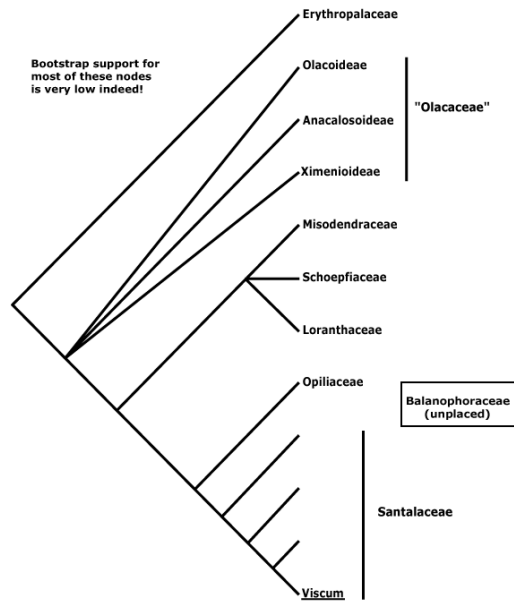 Erythropalaceae
Bootstrap support for
most of these nodes
is very low indeed!
Olacoideae
"Olacaceae"
Anacalosoideae
Ximenioideae
Misodendraceae
Schoepfiaceae
Loranthaceae
Opiliaceae
Balanophoraceae
(unplaced)
Santalaceae
Viscum